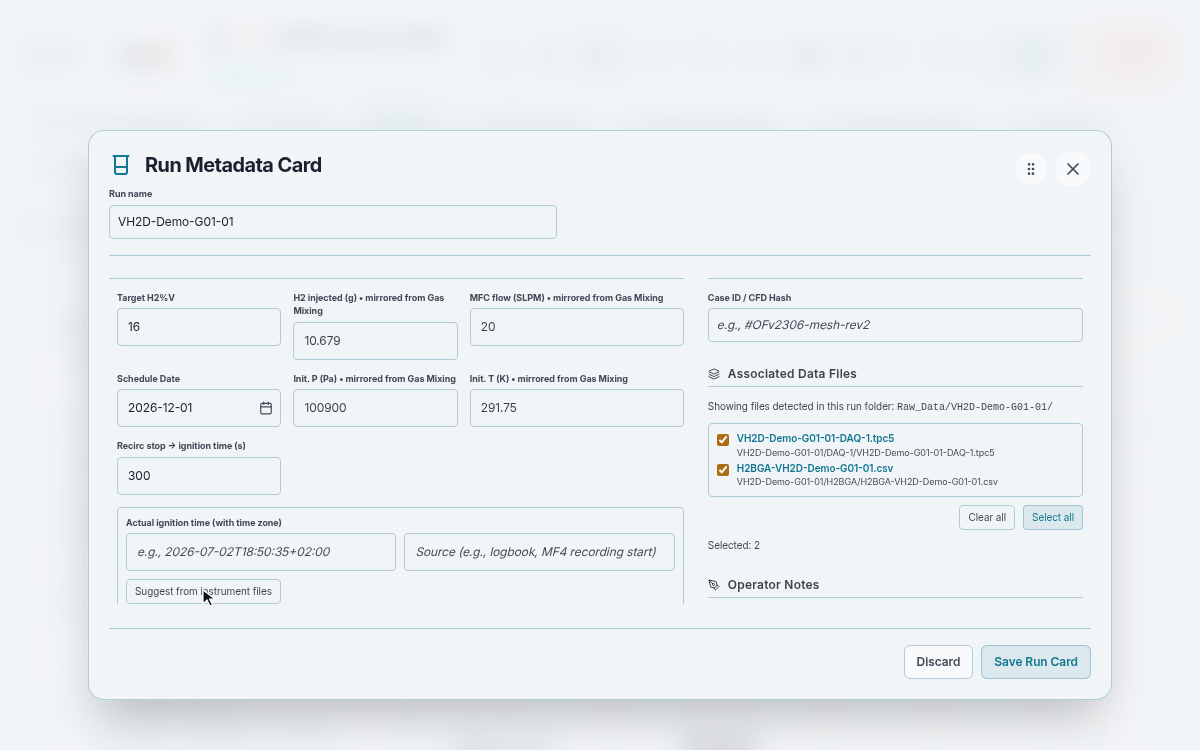 Run Metadata Card
Run name
VH2D-Demo-G01-01
Target H2%V
16
H2 injected (g) • mirrored from Gas
Mixing
10.679
MFC flow (SLPM) • mirrored from Gas Mixing
20
Schedule Date
2026-12-01
Init. P (Pa) • mirrored from Gas Mixing
100900
Init. T (K) • mirrored from Gas Mixing
291.75
Recirc stop → ignition time (s)
300
Actual ignition time (with time zone)
e.g., 2026-07-02T18:50:35+02:00
Source (e.g., logbook, MF4 recording start)
Suggest from instrument files
Case ID / CFD Hash
e.g., #OFv2306-mesh-rev2
Associated Data Files
Showing files detected in this run folder: Raw_Data/VH2D-Demo-G01-01/
VH2D-Demo-G01-01-DAQ-1.tpc5
VH2D-Demo-G01-01/DAQ-1/VH2D-Demo-G01-01-DAQ-1.tpc5
H2BGA-VH2D-Demo-G01-01.csv
VH2D-Demo-G01-01/H2BGA/H2BGA-VH2D-Demo-G01-01.csv
Clear all
Select all
Selected: 2
Operator Notes
Discard
Save Run Card